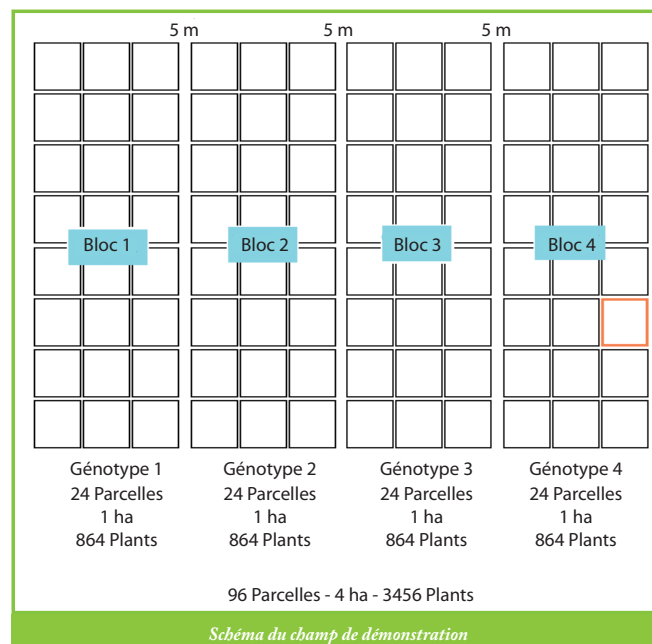 5 m 5 m 5 m
Bloc 1 Bloc 2 Bloc 3 Bloc 4
Génotype 1 Génotype 2 Génotype 3 Génotype 4
24 Parcelles 24 Parcelles 24 Parcelles 24 Parcelles
1 ha 1 ha 1 ha 1 ha
864 Plants 864 Plants 864 Plants 864 Plants
96 Parcelles - 4 ha - 3456 Plants
Schéma du champ de démonstration